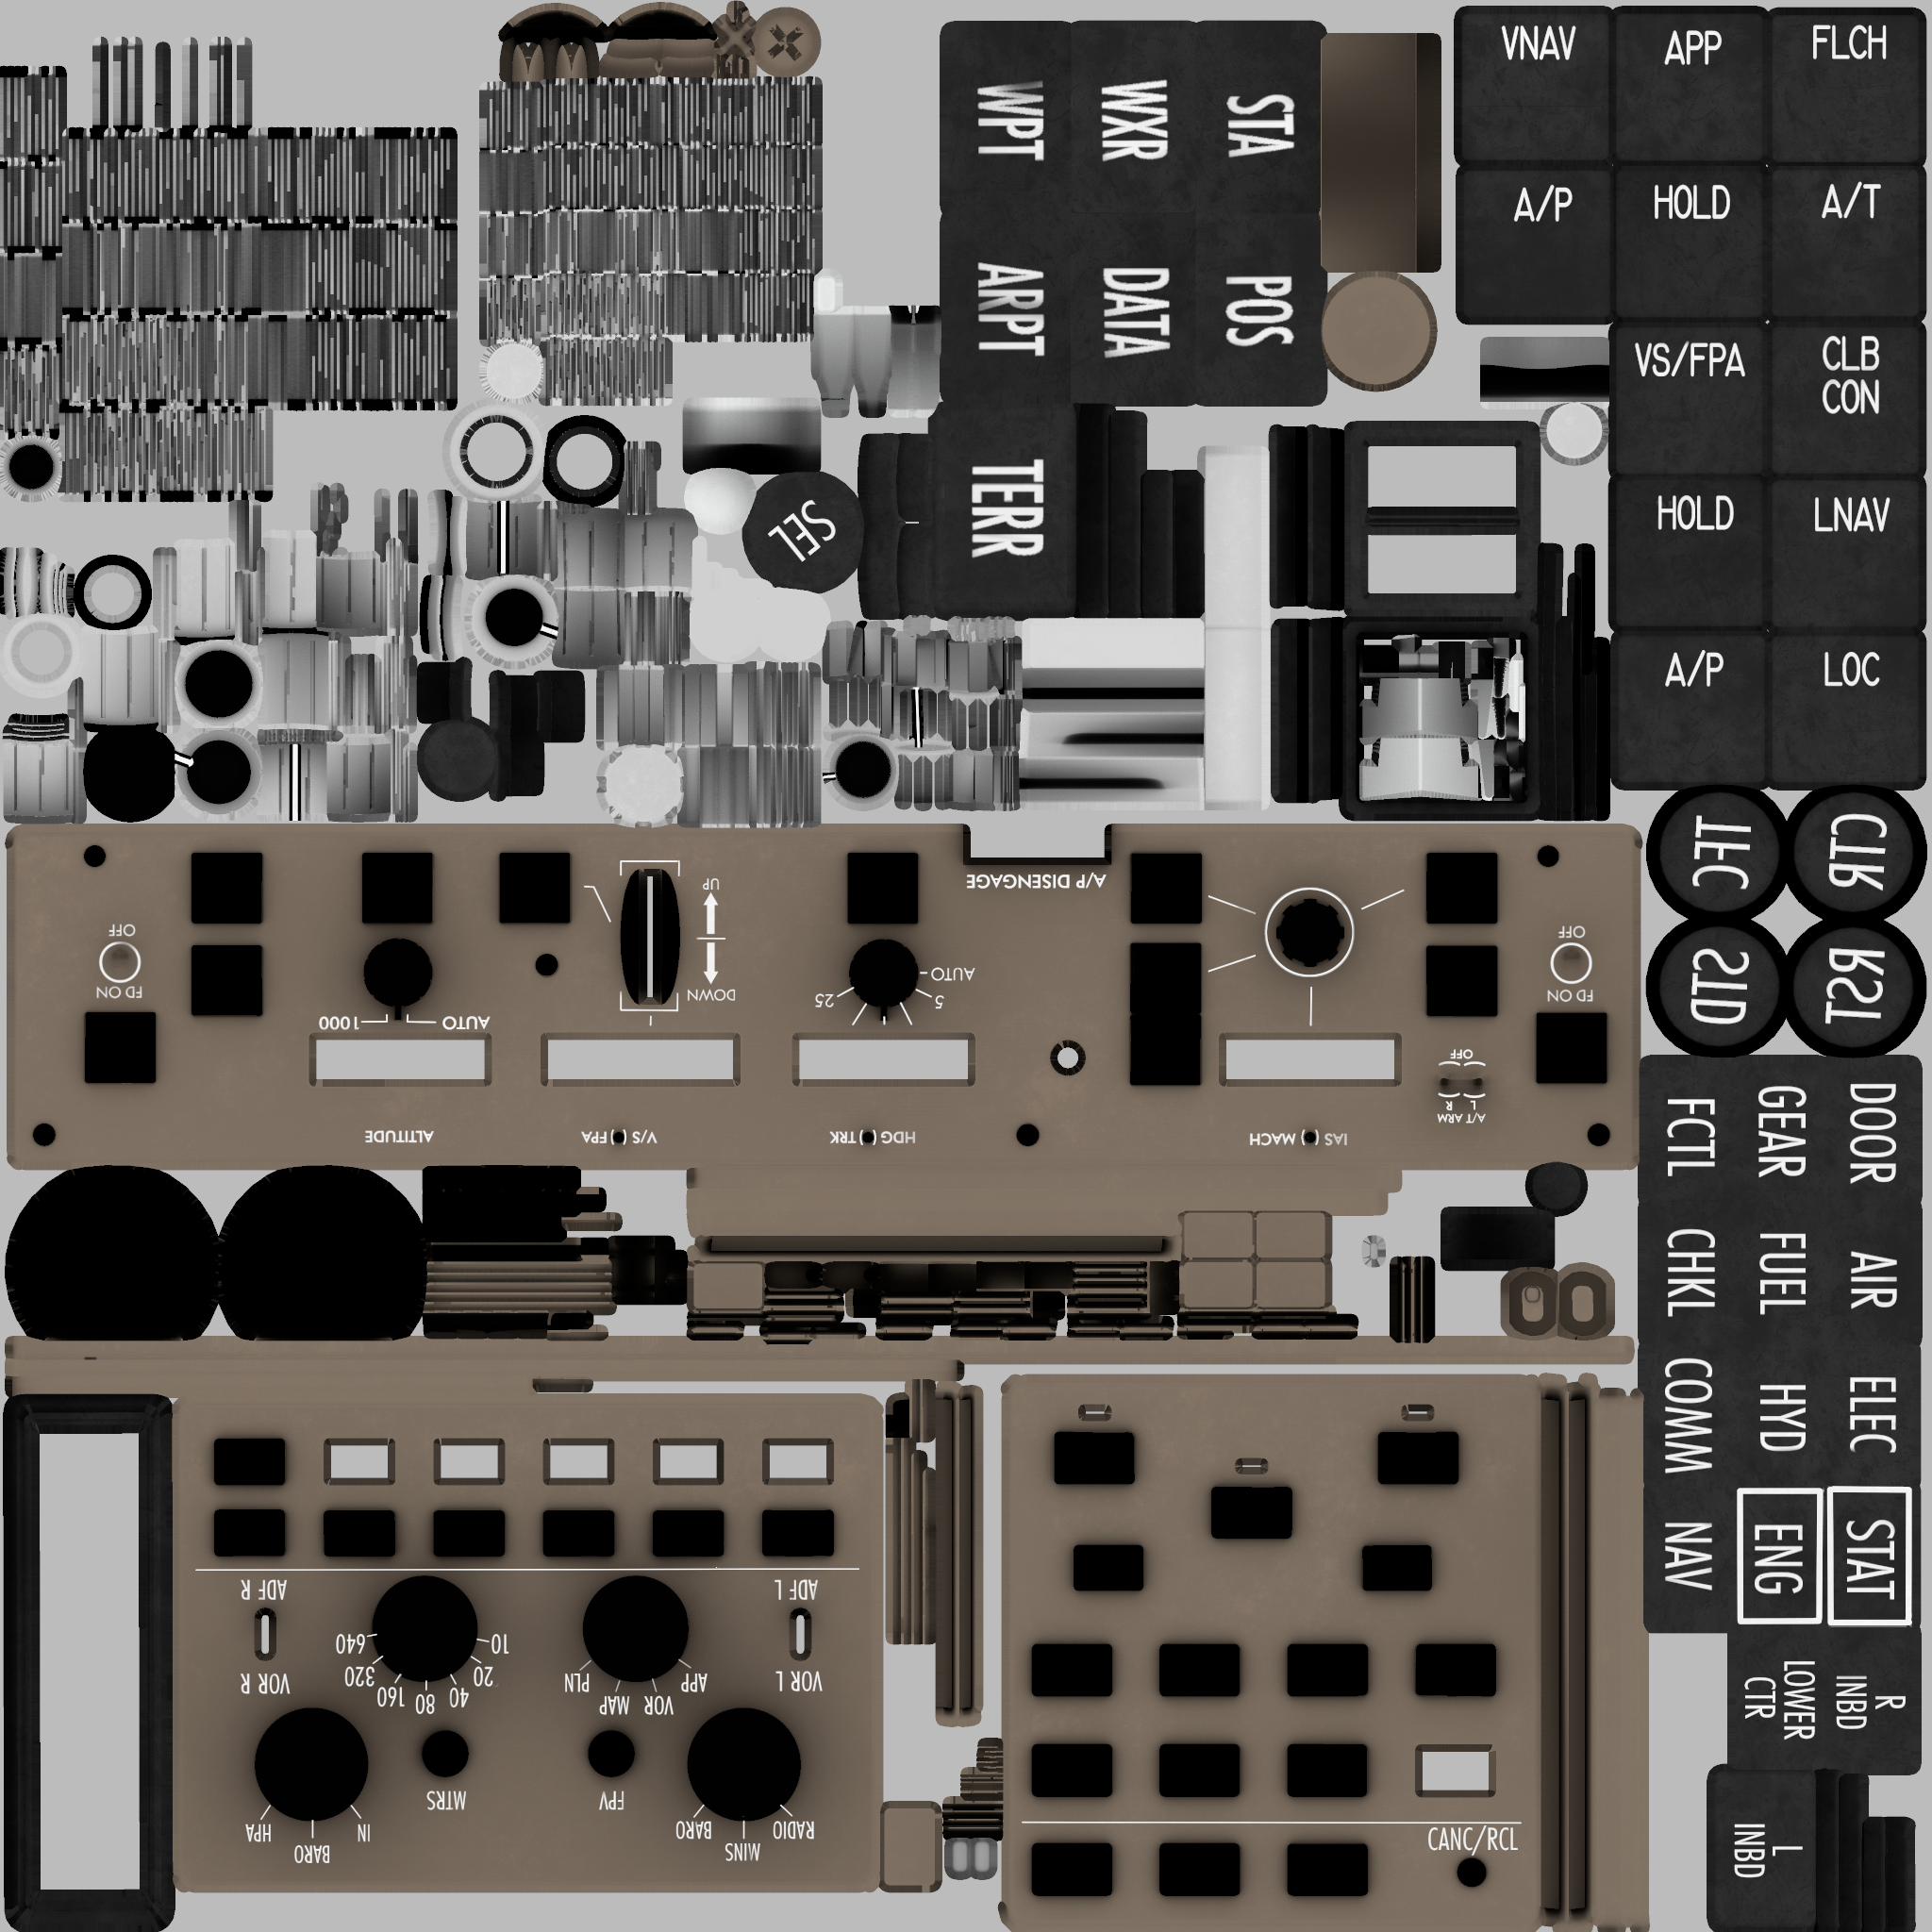 VNAV
APP
FLCH
WPT
WXR
STA
A/P
HOLD
A/T
ARPT
DATA
POS
VS/FPA
CLB
CON
TERR
SEL
HOLD
LNAV
A/P
LOC
TFC
CTR
A/P DISENGAGE
UP
DOWN
OFF
FD ON
AUTO
5
25
OFF
FD ON
STD
RST
1000
AUTO
OFF
L
R
A/T ARM
ALTITUDE
V/S ( ) FPA
HDG ( ) TRK
IAS ( ) MACH
FCTL
GEAR
DOOR
CHKL
FUEL
AIR
COMM
HYD
ELEC
NAV
ENG
STAT
ADF R
ADF L
VOR R
VOR L
640
320
160
80
40
20
10
PLN
MAP
VOR
APP
LOWER
CTR
R
INBD
MTRS
FPV
HPA
BARO
IN
BARO
MINS
RADIO
CANC/RCL
L
INBD